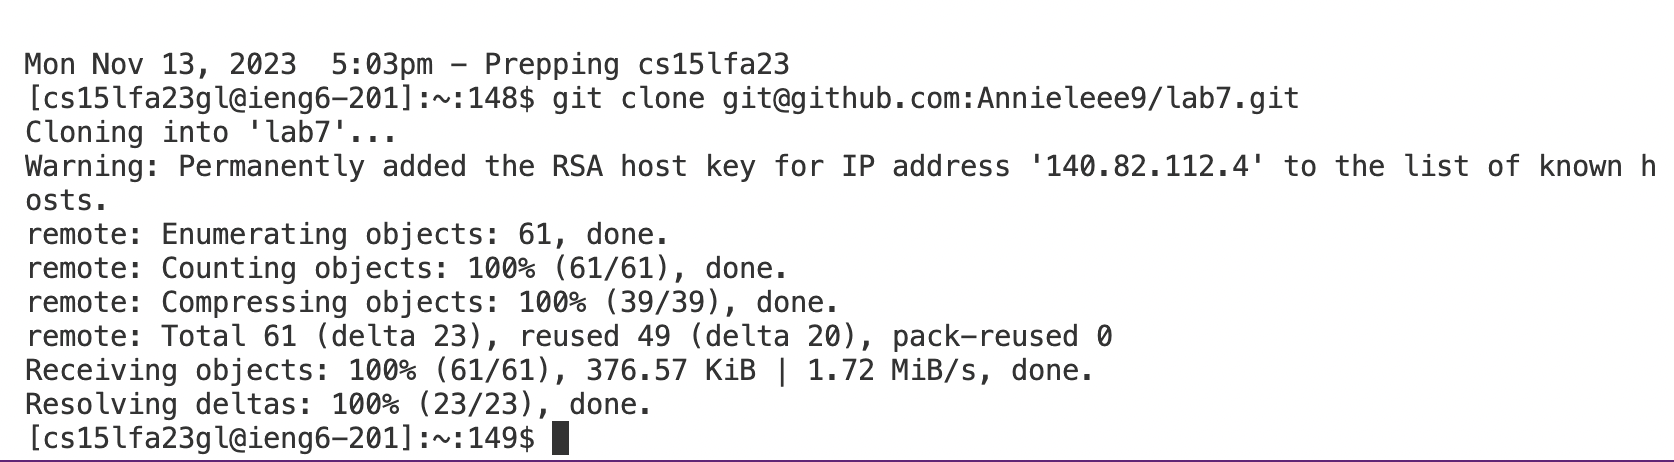 Mon Nov 13, 2023  5:03pm – Prepping cs15lfa23
[cs15lfa23gl@ieng6-201]:~:148$ git clone git@github.com:Annieleee9/lab7.git
Cloning into 'lab7'...
Warning: Permanently added the RSA host key for IP address '140.82.112.4' to the list of known h
osts.
remote: Enumerating objects: 61, done.
remote: Counting objects: 100% (61/61), done.
remote: Compressing objects: 100% (39/39), done.
remote: Total 61 (delta 23), reused 49 (delta 20), pack-reused 0
Receiving objects: 100% (61/61), 376.57 KiB | 1.72 MiB/s, done.
Resolving deltas: 100% (23/23), done.
[cs15lfa23gl@ieng6-201]:~:149$